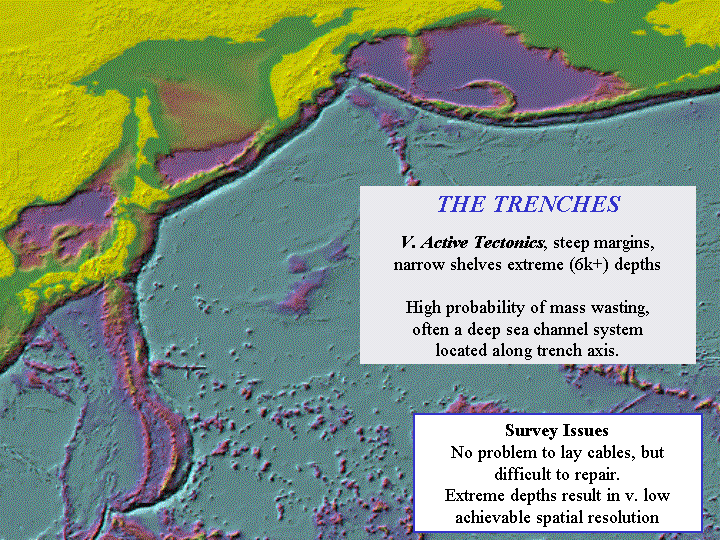 THE TRENCHES
V. Active Tectonics, steep margins,
narrow shelves extreme (6k+) depths
High probability of mass wasting,
often a deep sea channel system
located along trench axis.
Survey Issues
No problem to lay cables, but
difficult to repair.
Extreme depths result in v. low
achievable spatial resolution